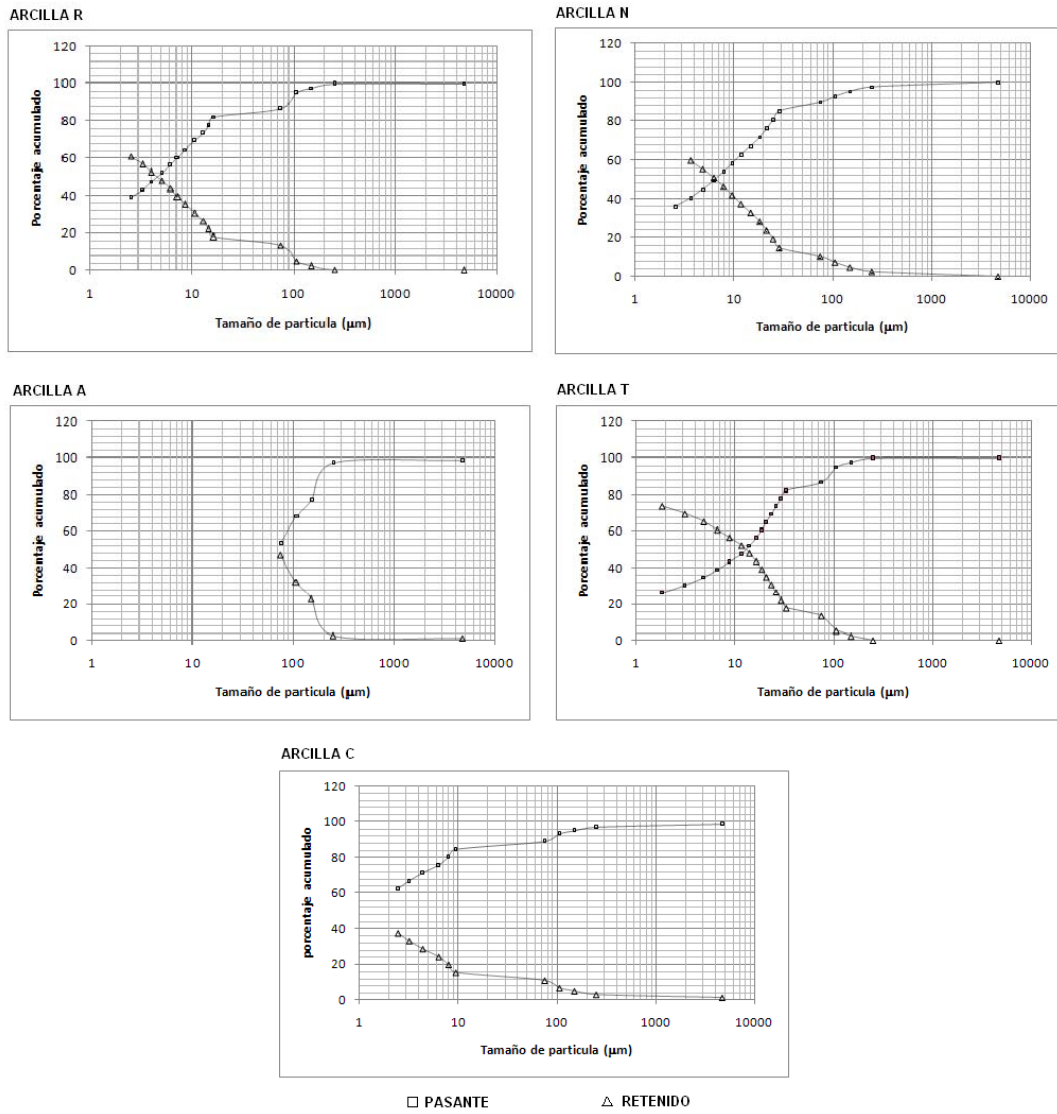 ARCILLA R
Porcentaje acumulado
120
100
80
60
40
20
0
1 10 100 1000 10000
Tamaño de particula (µm)
ARCILLA N
Porcentaje acumulado
120
100
80
60
40
20
0
1 10 100 1000 10000
Tamaño de particula (µm)
ARCILLA A
Porcentaje acumulado
120
100
80
60
40
20
0
1 10 100 1000 10000
Tamaño de particula (µm)
ARCILLA T
Porcentaje acumulado
120
100
80
60
40
20
0
1 10 100 1000 10000
Tamaño de particula (µm)
ARCILLA C
porcentaje acumulado
120
100
80
60
40
20
0
1 10 100 1000 10000
Tamaño de particula (µm)
PASANTE RETENIDO